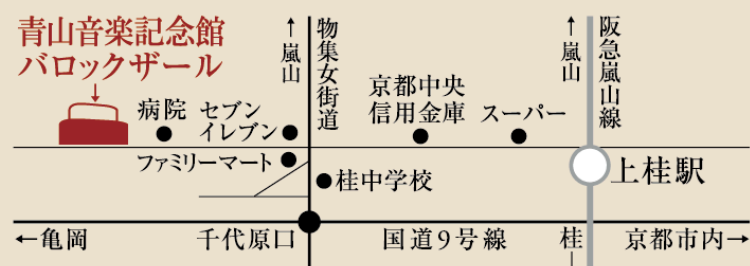 青山音楽記念館
バロックザール
病院
セブン
イレブン
ファミリーマート
↑嵐山
物集女街道
京都中央
信用金庫
スーパー
↑嵐山
阪急嵐山線
上桂駅
桂中学校
←亀岡
千代原口
国道9号線
桂
京都市内→